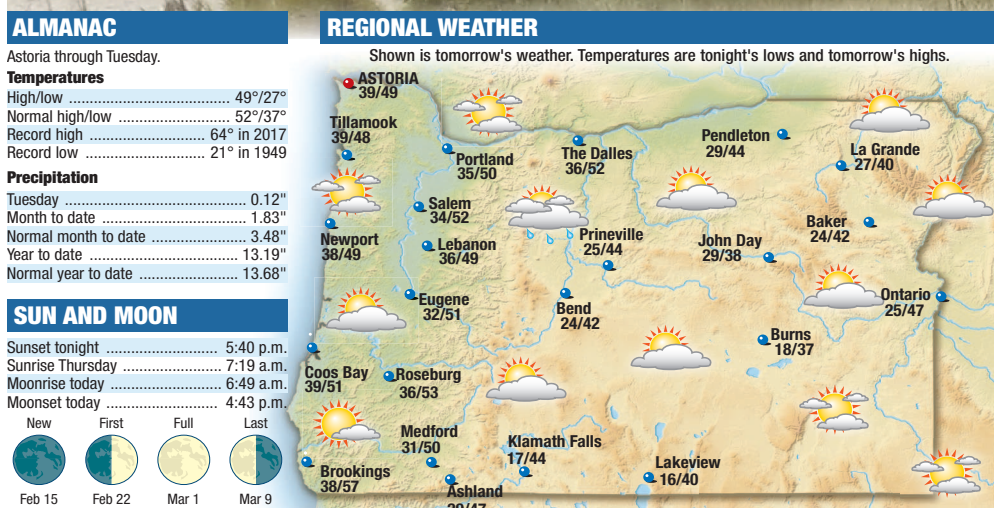 ALMANAC
Astoria through Tuesday.
Temperatures
High/low ................................. 49°/27°
Normal high/low ....................... 52°/37°
Record high ........................ 64° in 2017
Record low ......................... 21° in 1949
Precipitation
Tuesday ..................................... 0.12"
Month to date ............................. 1.83"
Normal month to date ................... 3.48"
Year to date .............................. 13.19"
Normal year to date ................... 13.68"
SUN AND MOON
Sunset tonight ........................ 5:40 p.m.
Sunrise Thursday .................... 7:19 a.m.
Moonrise today ...................... 6:49 a.m.
Moonset today ....................... 4:43 p.m.
New First Full Last
Feb 15 Feb 22 Mar 1 Mar 9
REGIONAL WEATHER
Shown is tomorrow's weather. Temperatures are tonight's lows and tomorrow's highs.
ASTORIA
39/49
Tillamook
39/48
Portland
35/50
The Dalles
36/52
Pendleton
29/44
La Grande
27/40
Salem
34/52
Newport
38/49
Lebanon
36/49
Prineville
25/44
John Day
29/38
Baker
24/42
Eugene
32/51
Bend
24/42
Ontario
25/47
Burns
18/37
Coos Bay
39/51
Roseburg
36/53
Medford
31/50
Klamath Falls
17/44
Lakeview
16/40
Brookings
38/57
Ashland